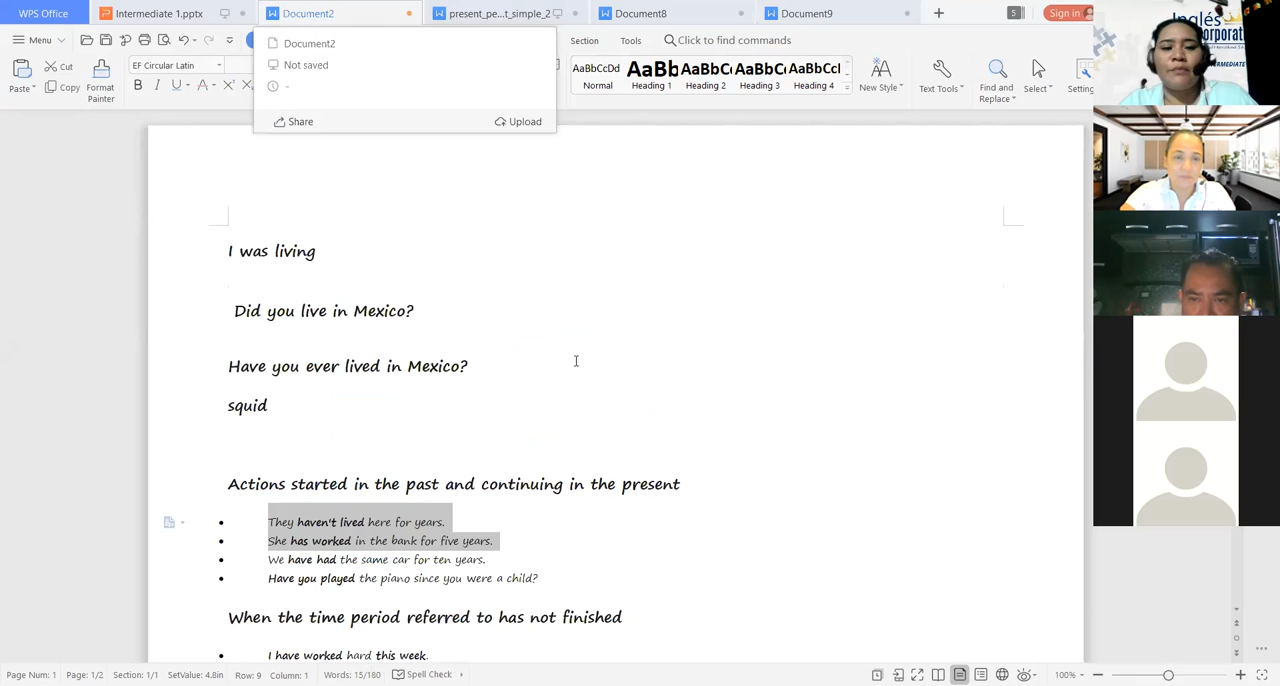 WPS Office
Intermediate 1.pptx
Document2
present_pe...t_simple_2
Document8
Document9
S
Sign in
Menu
Document2
Not saved
-
Share
Upload
Section
Tools
Click to find commands
Paste
Cut
Copy
Format
Painter
EF Circular Latin
B I U A X² X
AaBbCcDd
Normal
AaBb
Heading 1
AaBbC
Heading 2
AaBbC
Heading 3
AaBbCcI
Heading 4
New Style
Text Tools
Find and
Replace
Select
Setting
Inglés
corporat
NTERMEDIATE
I was living
Did you live in Mexico?
Have you ever lived in Mexico?
squid
Actions started in the past and continuing in the present
They haven't lived here for years.
She has worked in the bank for five years.
We have had the same car for ten years.
Have you played the piano since you were a child?
When the time period referred to has not finished
I have worked hard this week.
Page Num: 1 Page: 1/2 Section: 1/1 SetValue: 4.8in Row: 9 Column: 1 Words: 15/180 Spell Check 100%